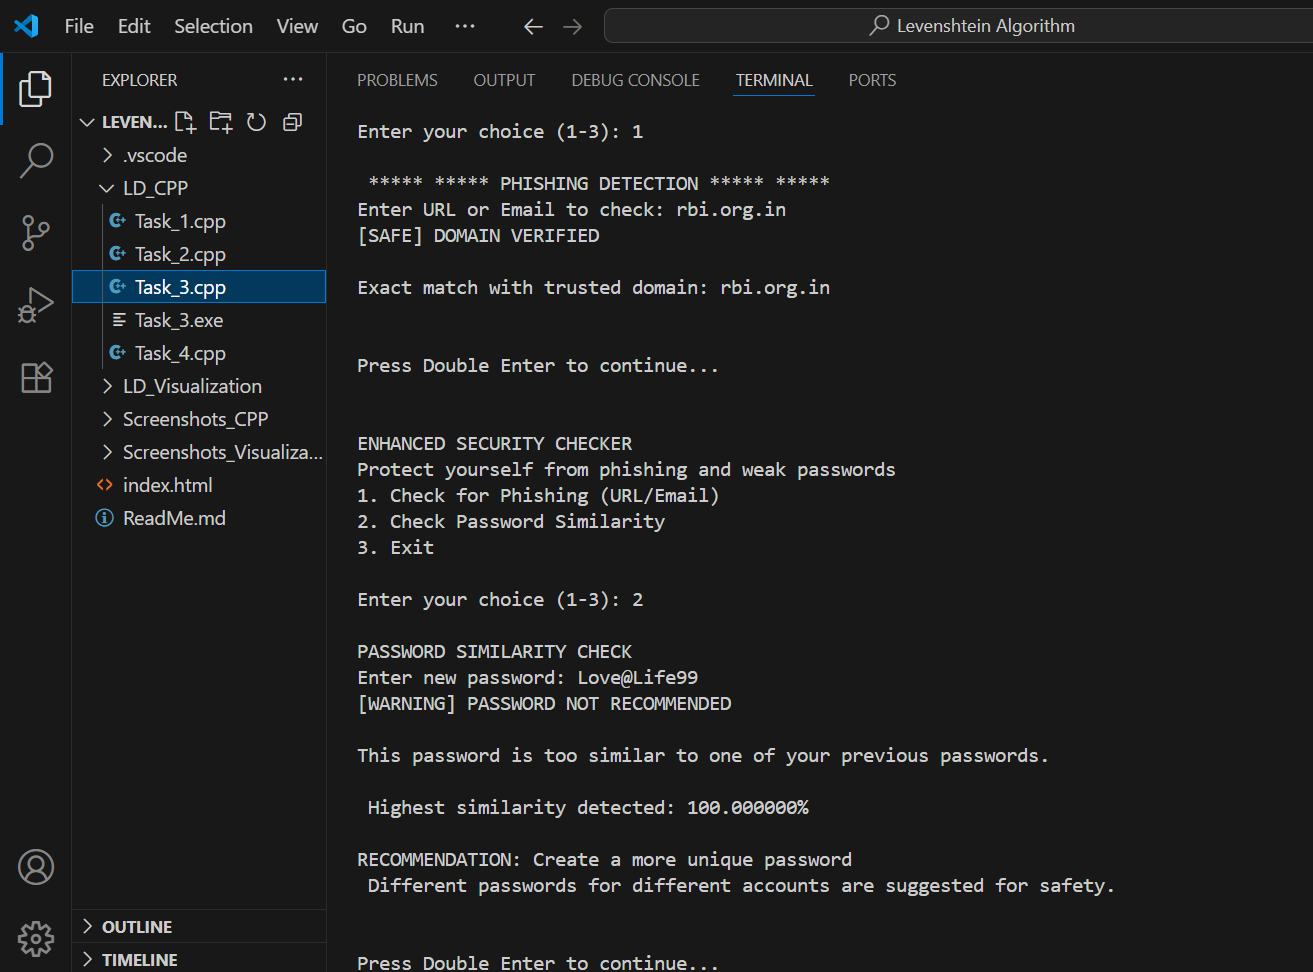 File Edit Selection View Go Run ··· Levenshtein Algorithm
EXPLORER ···
LEVEN...
.vscode
LD_CPP
Task_1.cpp
Task_2.cpp
Task_3.cpp
Task_3.exe
Task_4.cpp
LD_Visualization
Screenshots_CPP
Screenshots_Visualiza...
index.html
ReadMe.md
OUTLINE
TIMELINE
PROBLEMS OUTPUT DEBUG CONSOLE TERMINAL PORTS
Enter your choice (1-3): 1
***** ***** PHISHING DETECTION ***** *****
Enter URL or Email to check: rbi.org.in
[SAFE] DOMAIN VERIFIED
Exact match with trusted domain: rbi.org.in
Press Double Enter to continue...
ENHANCED SECURITY CHECKER
Protect yourself from phishing and weak passwords
1. Check for Phishing (URL/Email)
2. Check Password Similarity
3. Exit
Enter your choice (1-3): 2
PASSWORD SIMILARITY CHECK
Enter new password: Love@Life99
[WARNING] PASSWORD NOT RECOMMENDED
This password is too similar to one of your previous passwords.
Highest similarity detected: 100.000000%
RECOMMENDATION: Create a more unique password
Different passwords for different accounts are suggested for safety.
Press Double Enter to continue...